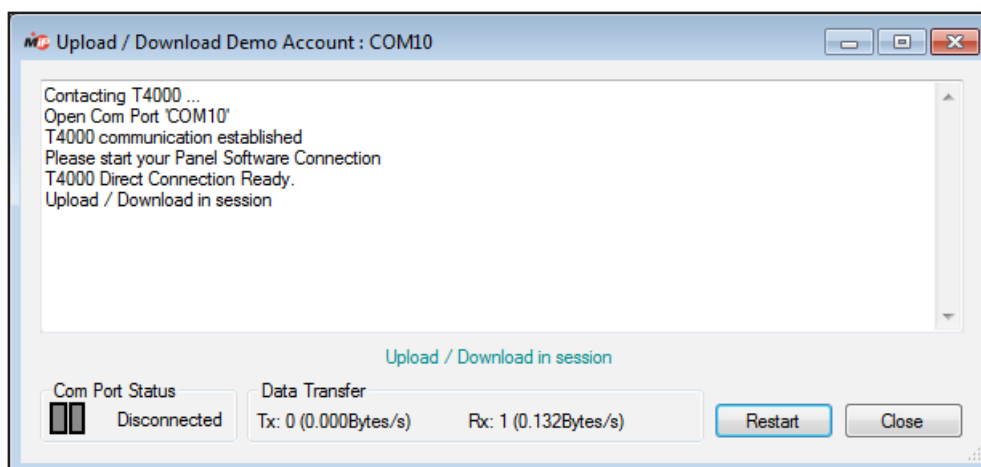 Upload / Download Demo Account : COM10
Contacting T4000 ...
Open Com Port 'COM10'
T4000 communication established
Please start your Panel Software Connection
T4000 Direct Connection Ready.
Upload / Download in session
Upload / Download in session
Com Port Status
Disconnected
Data Transfer
Tx: 0 (0.000Bytes/s) Rx: 1 (0.132Bytes/s)
Restart
Close